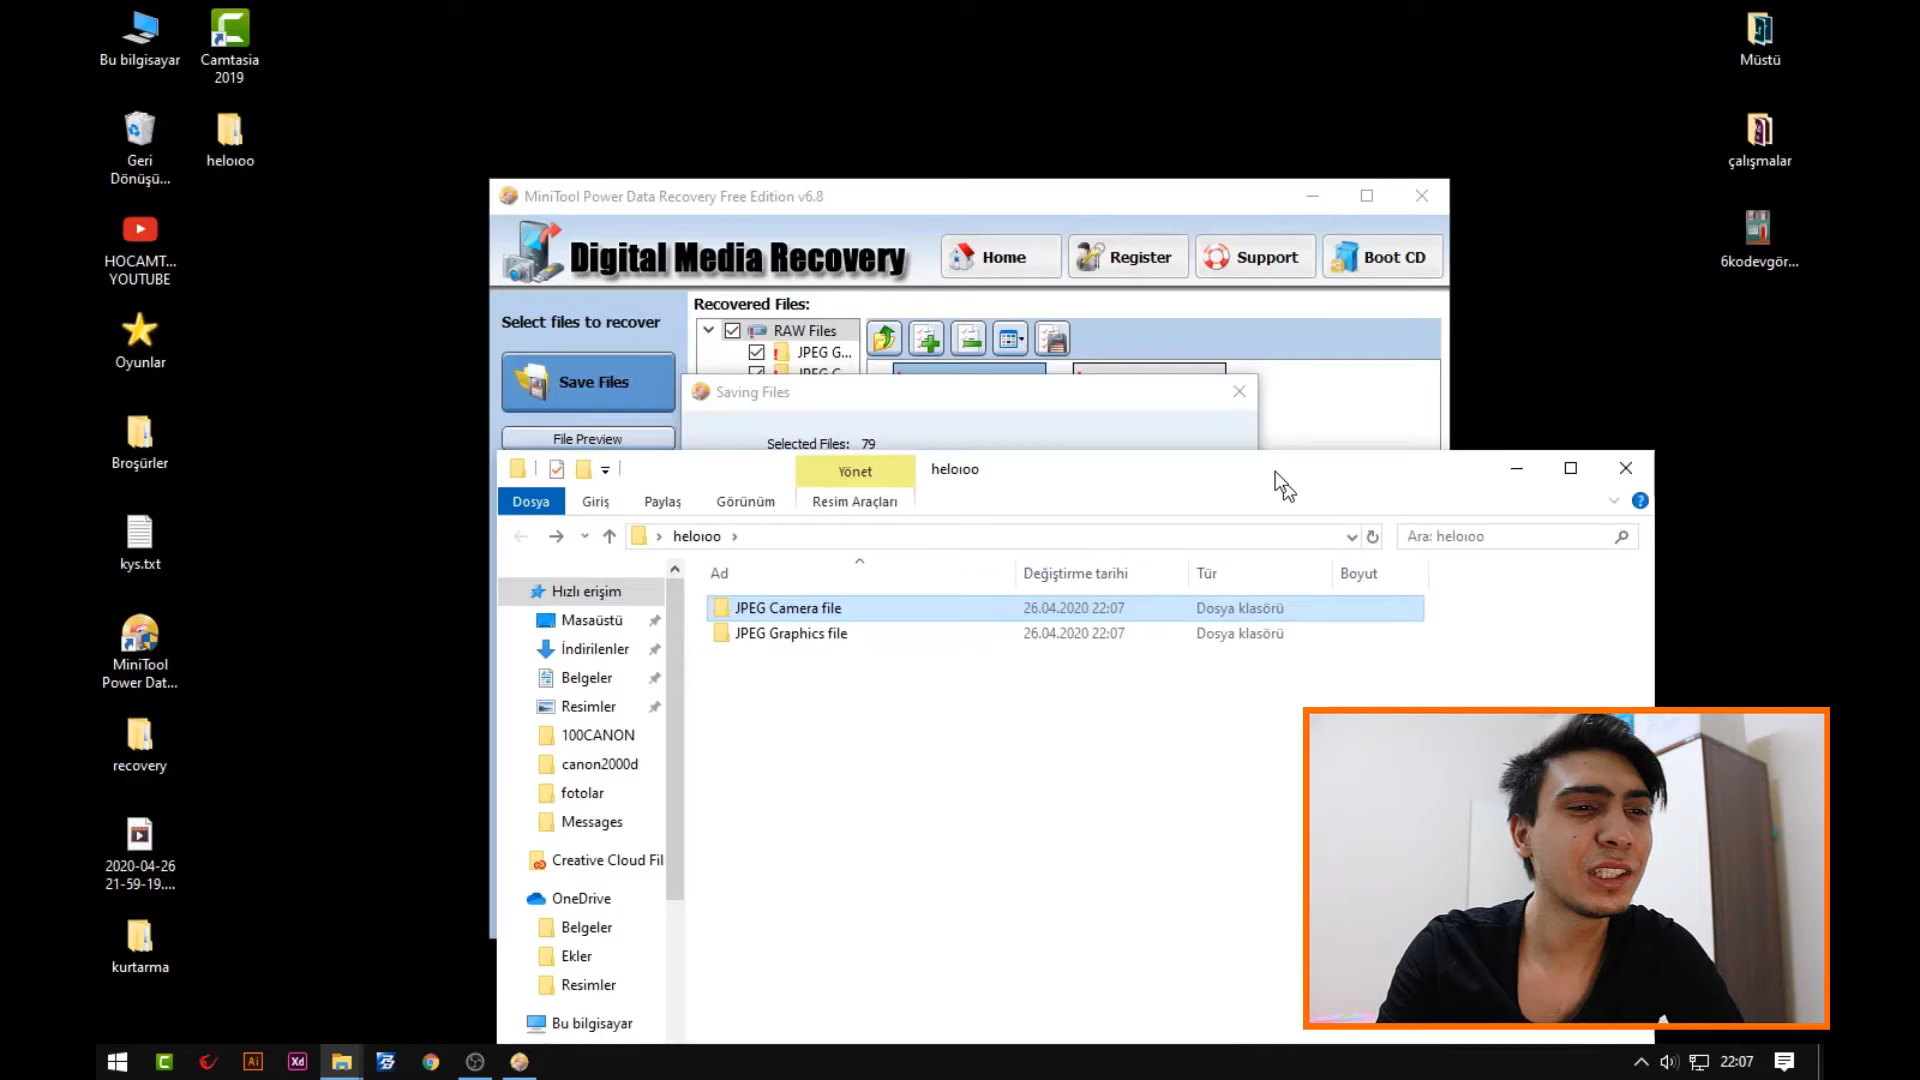 Bu bilgisayar
Camtasia
2019
Geri
Dönüşü...
heloıoo
HOCAMT...
YOUTUBE
Oyunlar
Broşürler
kys.txt
MiniTool
Power Dat...
recovery
2020-04-26
21-59-19....
kurtarma
Müstü
çalışmalar
6kodevgör...
MiniTool Power Data Recovery Free Edition v6.8
Digital Media Recovery
Home
Register
Support
Boot CD
Select files to recover
Save Files
File Preview
Recovered Files:
RAW Files
JPEG G...
JPEG C...
Saving Files
Selected Files: 79
Yönet
heloıoo
Dosya
Giriş
Paylaş
Görünüm
Resim Araçları
heloıoo
Ara: heloıoo
Ad
Değiştirme tarihi
Tür
Boyut
JPEG Camera file 26.04.2020 22:07 Dosya klasörü
JPEG Graphics file 26.04.2020 22:07 Dosya klasörü
Hızlı erişim
Masaüstü
İndirilenler
Belgeler
Resimler
100CANON
canon2000d
fotolar
Messages
Creative Cloud Fil
OneDrive
Belgeler
Ekler
Resimler
Bu bilgisayar
Ai
Xd
22:07